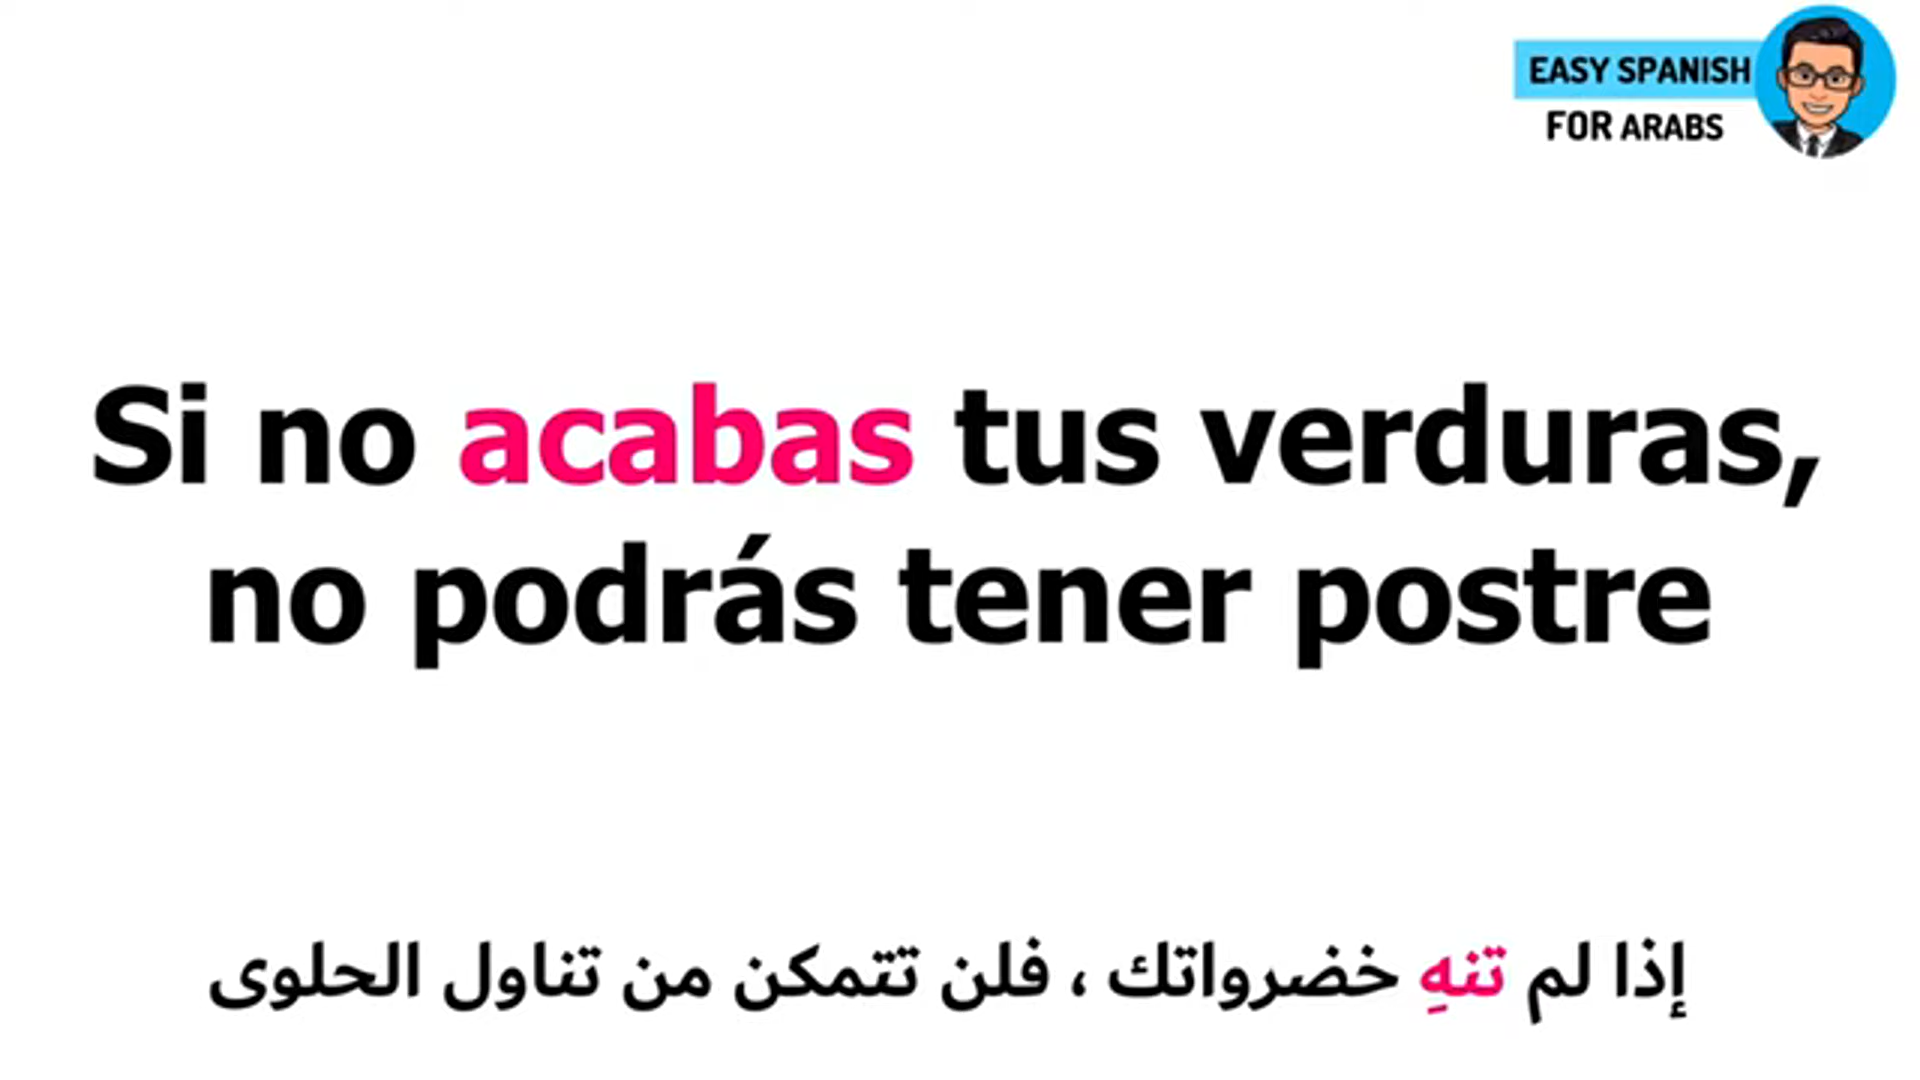 EASY SPANISH
FOR ARABS
Si no acabas tus verduras,
no podrás tener postre
إذا لم تنهِ خضرواتك ، فلن تتمكن من تناول الحلوى